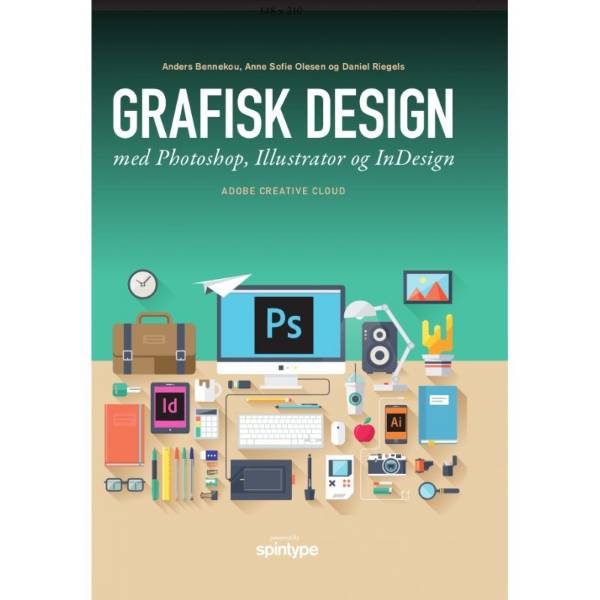 148 x 210
Anders Bennekou, Anne Sofie Olesen og Daniel Riegels
GRAFISK DESIGN
med Photoshop, Illustrator og InDesign
ADOBE CREATIVE CLOUD
Ps
Id
Ai
powered by
spintype